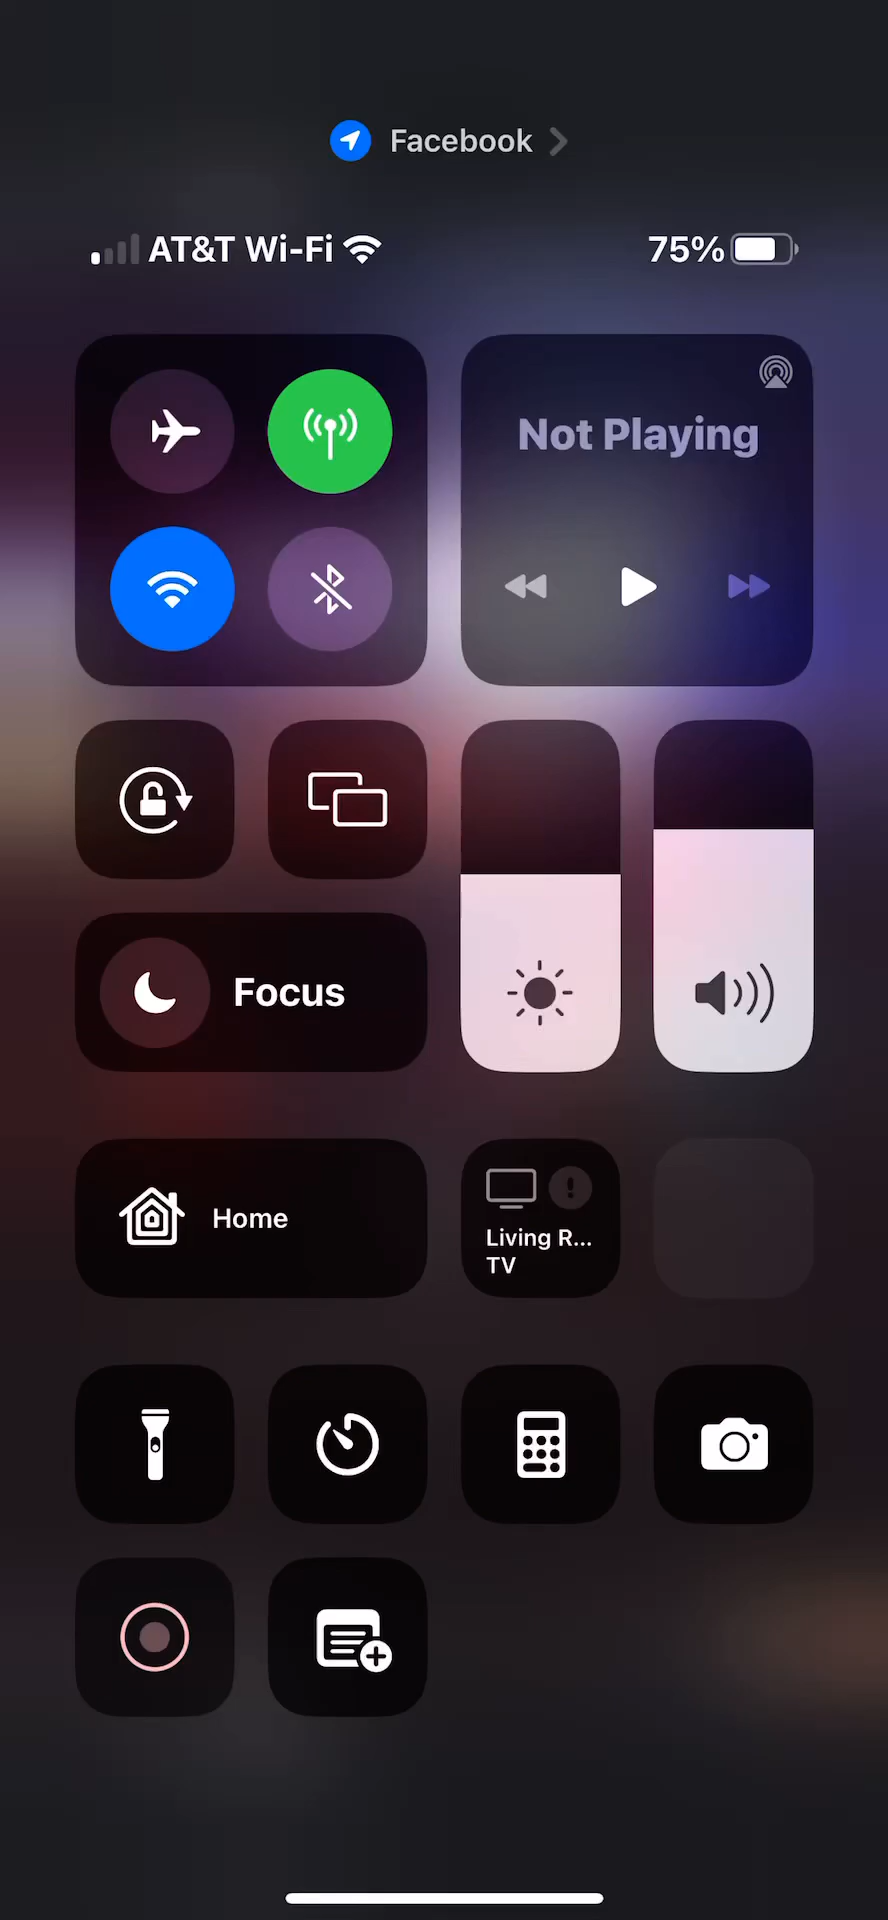 Facebook
AT&T Wi-Fi 75%
Not Playing
Focus
Home
Living R...
TV